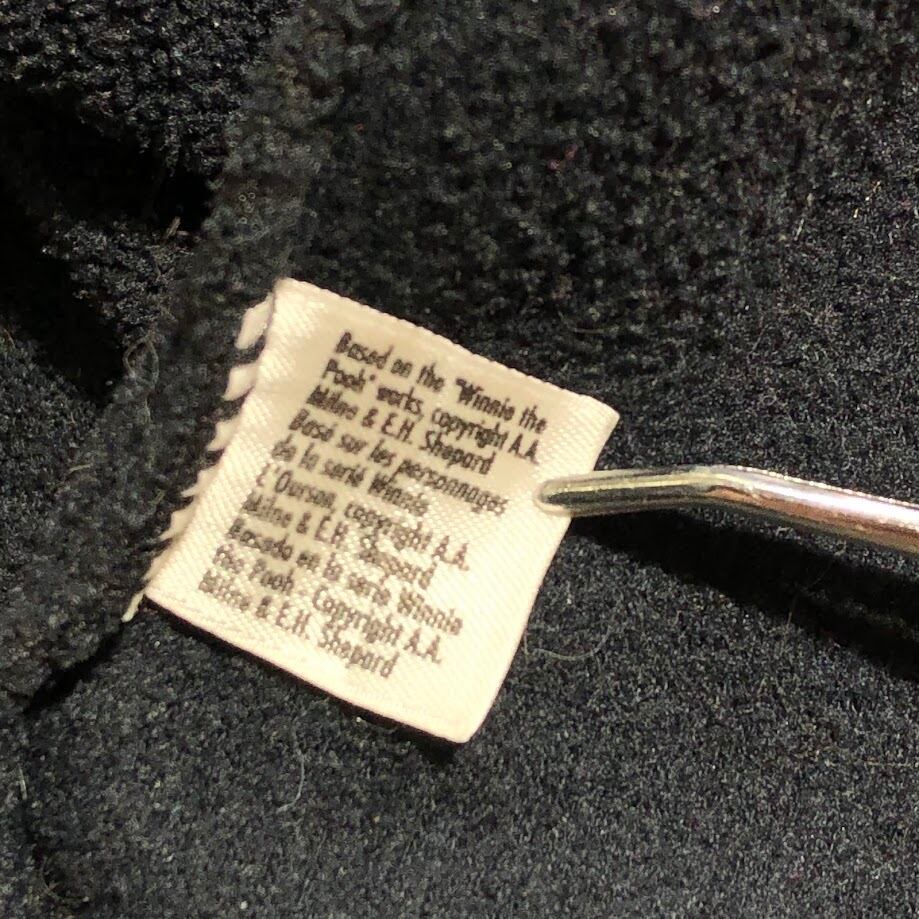 Based on the "Winnie the
Pooh" works, copyright A.A.
Milne & E.H. Shepard
Basé sur les personnages
de la serié Winnie
L'Ourson, copyright A.A.
Milne & E.H. Shepard
Basado en la serie Winnie
the Pooh - Copyright A.A.
Milne & E.H. Shepard